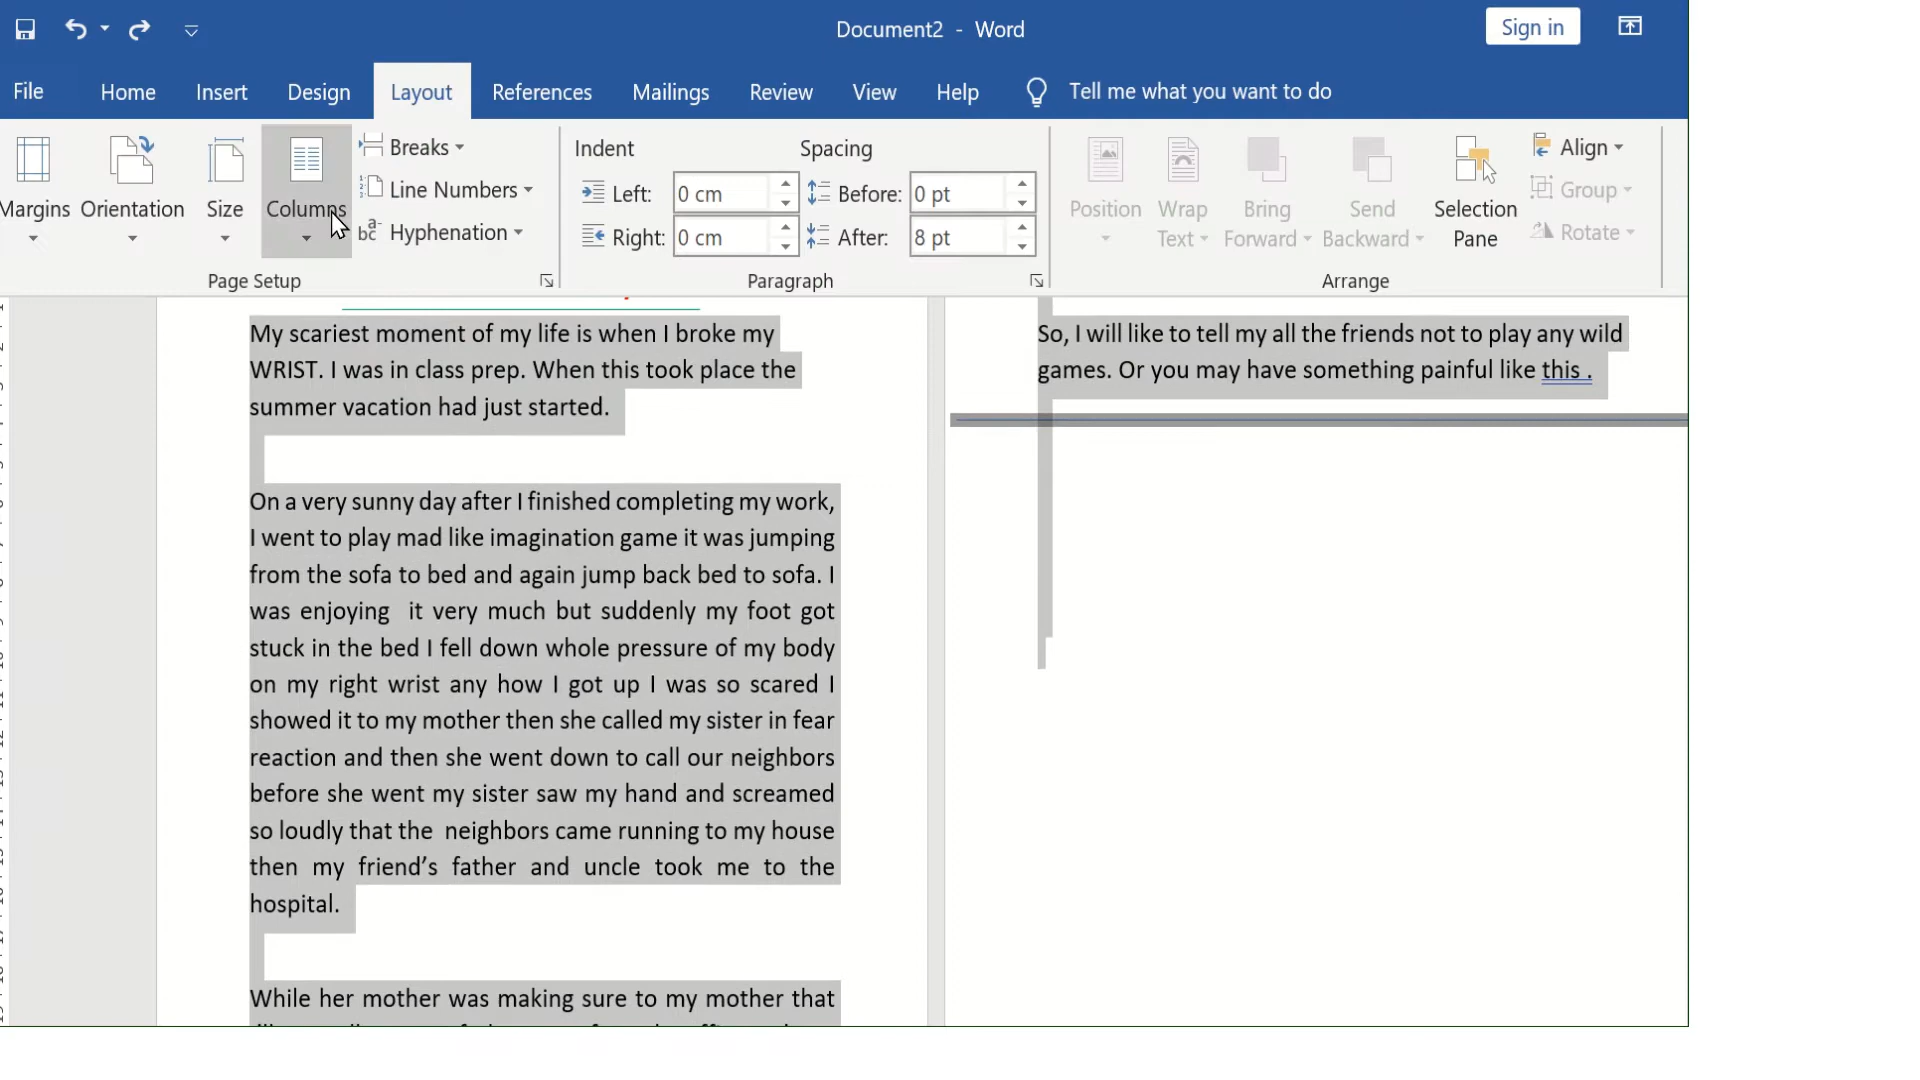 Document2 - Word
Sign in
File Home Insert Design Layout References Mailings Review View Help Tell me what you want to do
Margins
Orientation
Size
Columns
Breaks
Line Numbers
Hyphenation
Page Setup
Indent
Left: 0 cm
Right: 0 cm
Spacing
Before: 0 pt
After: 8 pt
Paragraph
Position
Wrap
Text
Bring
Forward
Send
Backward
Selection
Pane
Align
Group
Rotate
Arrange
My scariest moment of my life is when I broke my
WRIST. I was in class prep. When this took place the
summer vacation had just started.
On a very sunny day after I finished completing my work,
I went to play mad like imagination game it was jumping
from the sofa to bed and again jump back bed to sofa. I
was enjoying it very much but suddenly my foot got
stuck in the bed I fell down whole pressure of my body
on my right wrist any how I got up I was so scared I
showed it to my mother then she called my sister in fear
reaction and then she went down to call our neighbors
before she went my sister saw my hand and screamed
so loudly that the neighbors came running to my house
then my friend’s father and uncle took me to the
hospital.
While her mother was making sure to my mother that
So, I will like to tell my all the friends not to play any wild
games. Or you may have something painful like this .